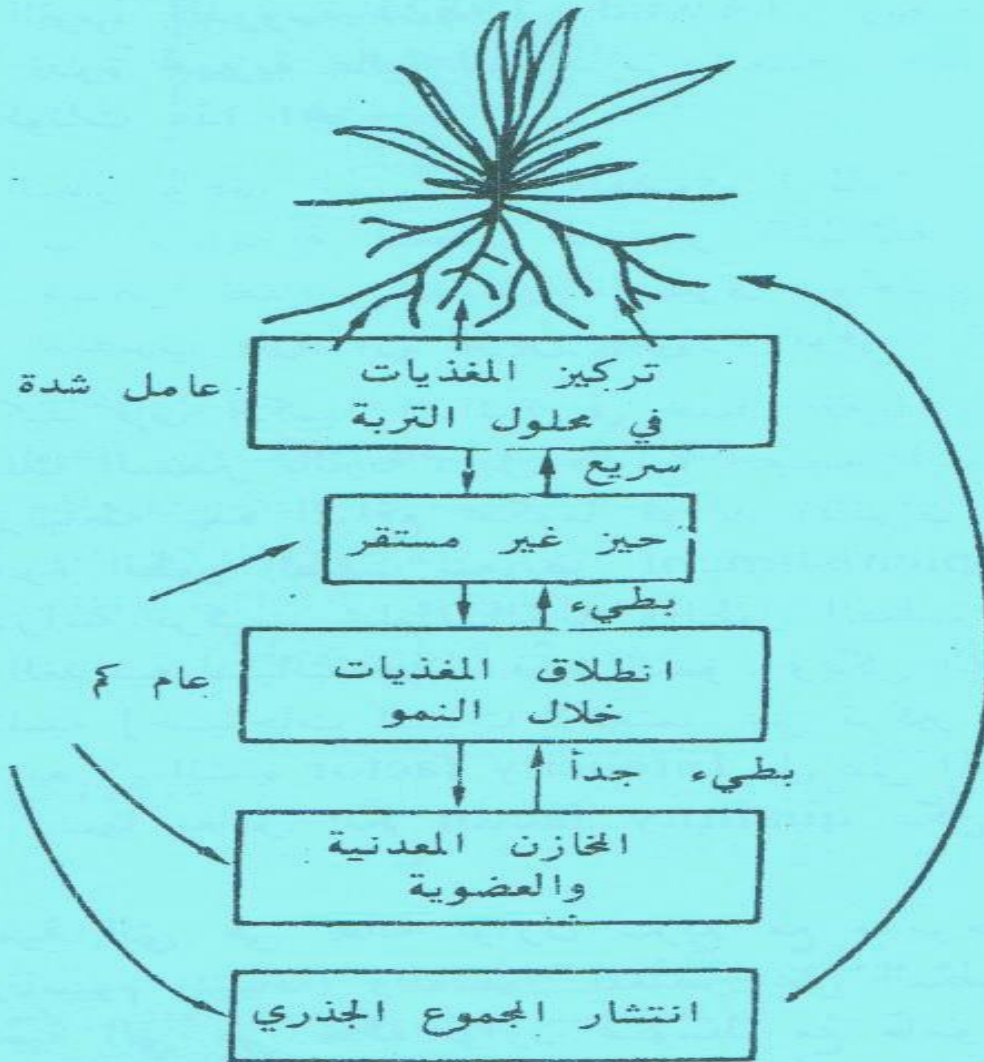 تركيز المغذيات
في محلول التربة
عامل شدة
سريع
حيز غير مستقر
بطيء
انطلاق المغذيات
خلال النمو
عام كم
بطيء جدأ
المخازن المعدنية
والعضوية
انتشار المجموع الجذري